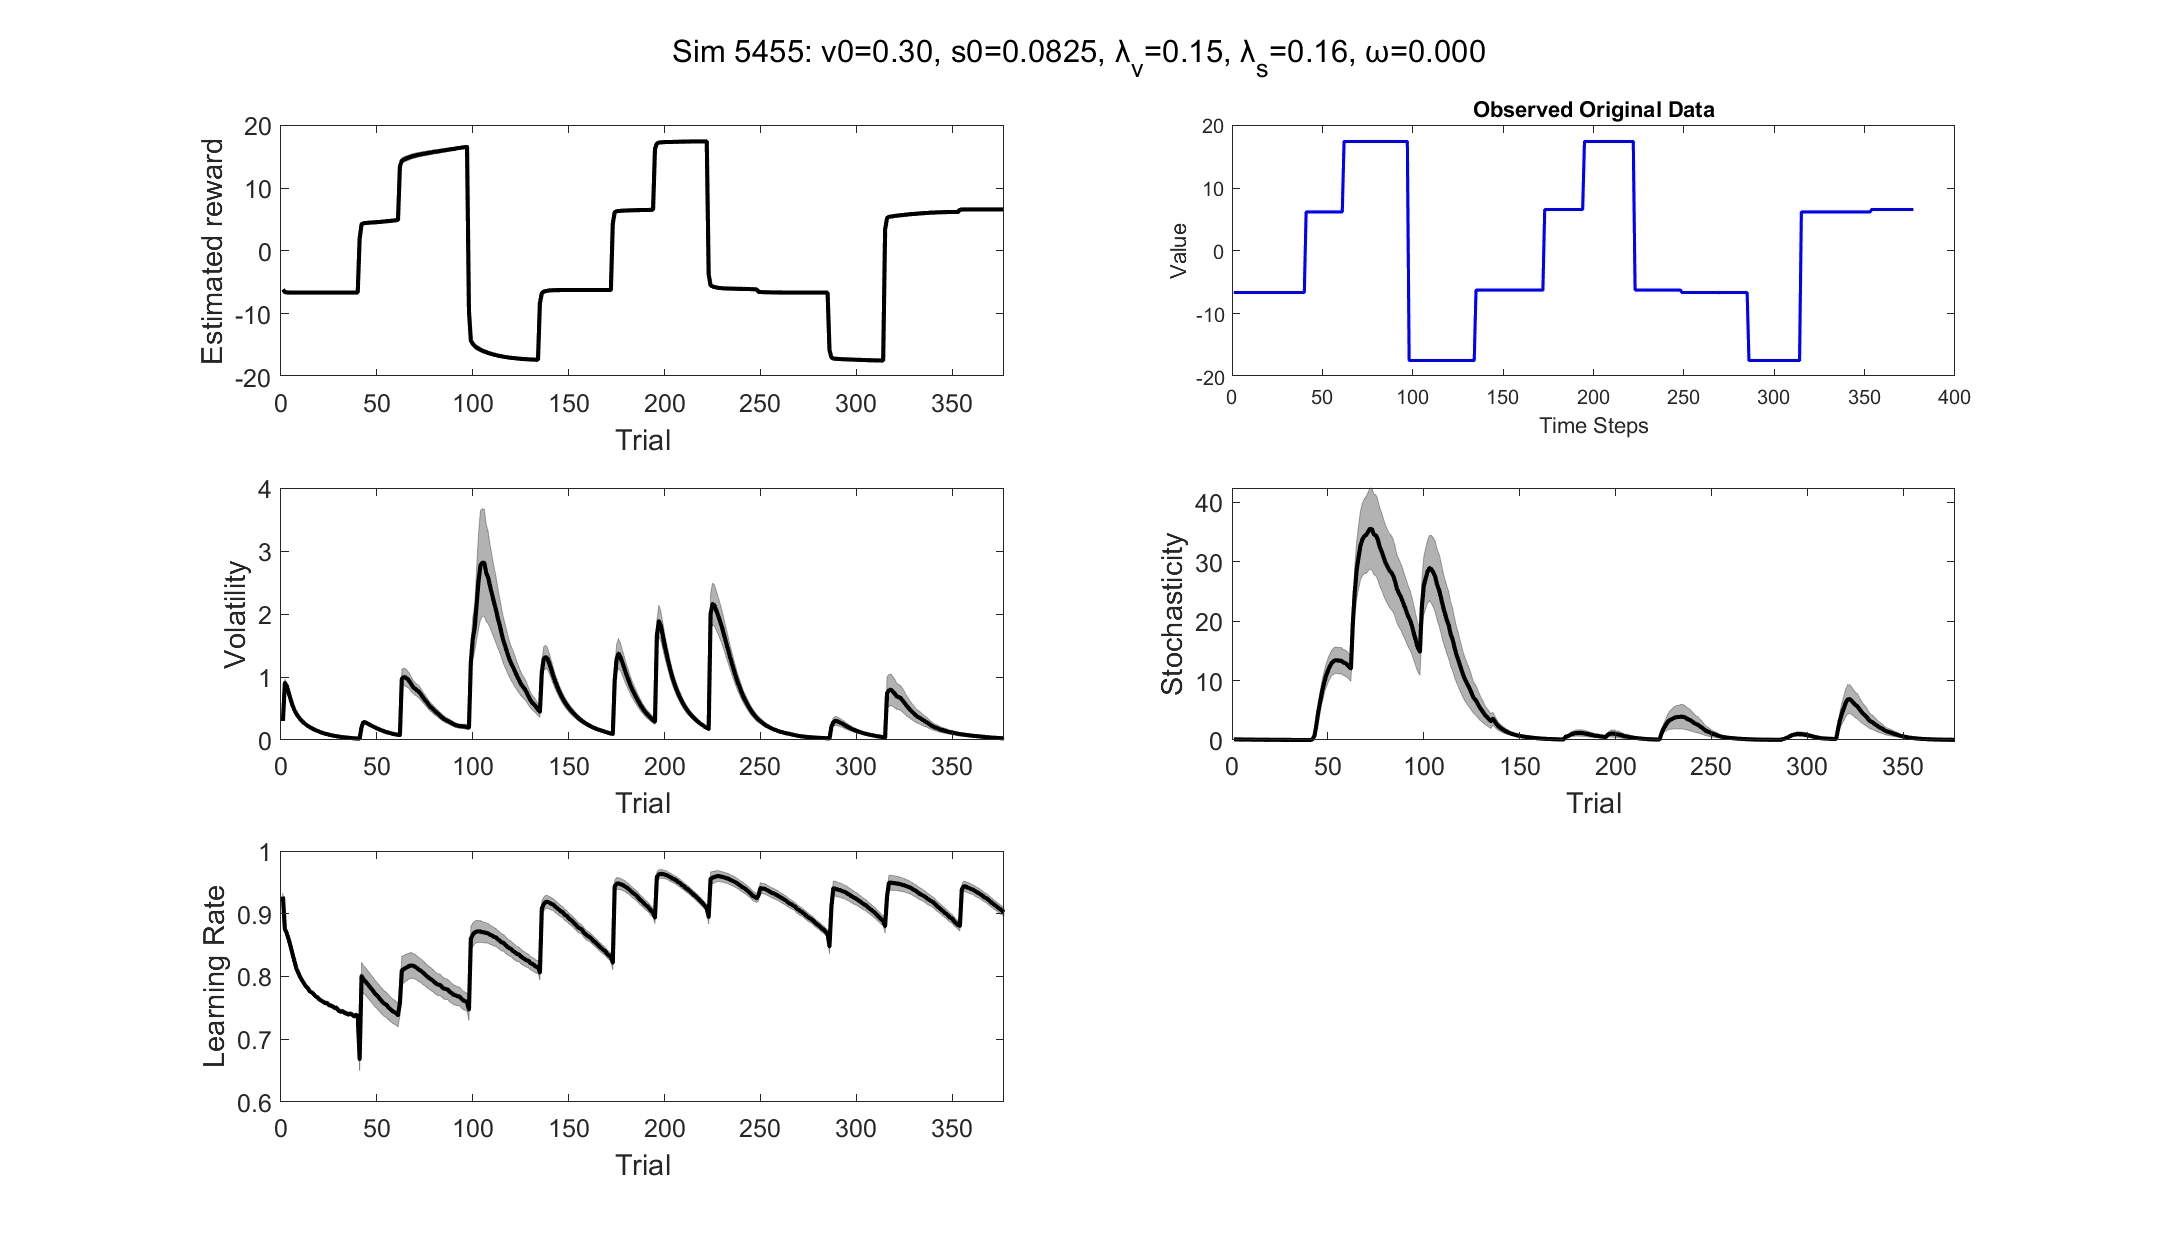 Sim 5455: v0=0.30, s0=0.0825, λv=0.15, λs=0.16, ω=0.000
20
10
0
-10
-20
Estimated reward
0 50 100 150 200 250 300 350
Trial
Observed Original Data
20
10
0
-10
-20
Value
0 50 100 150 200 250 300 350 400
Time Steps
4
3
2
1
0
Volatility
0 50 100 150 200 250 300 350
Trial
40
30
20
10
0
Stochasticity
0 50 100 150 200 250 300 350
Trial
1
0.9
0.8
0.7
0.6
Learning Rate
0 50 100 150 200 250 300 350
Trial